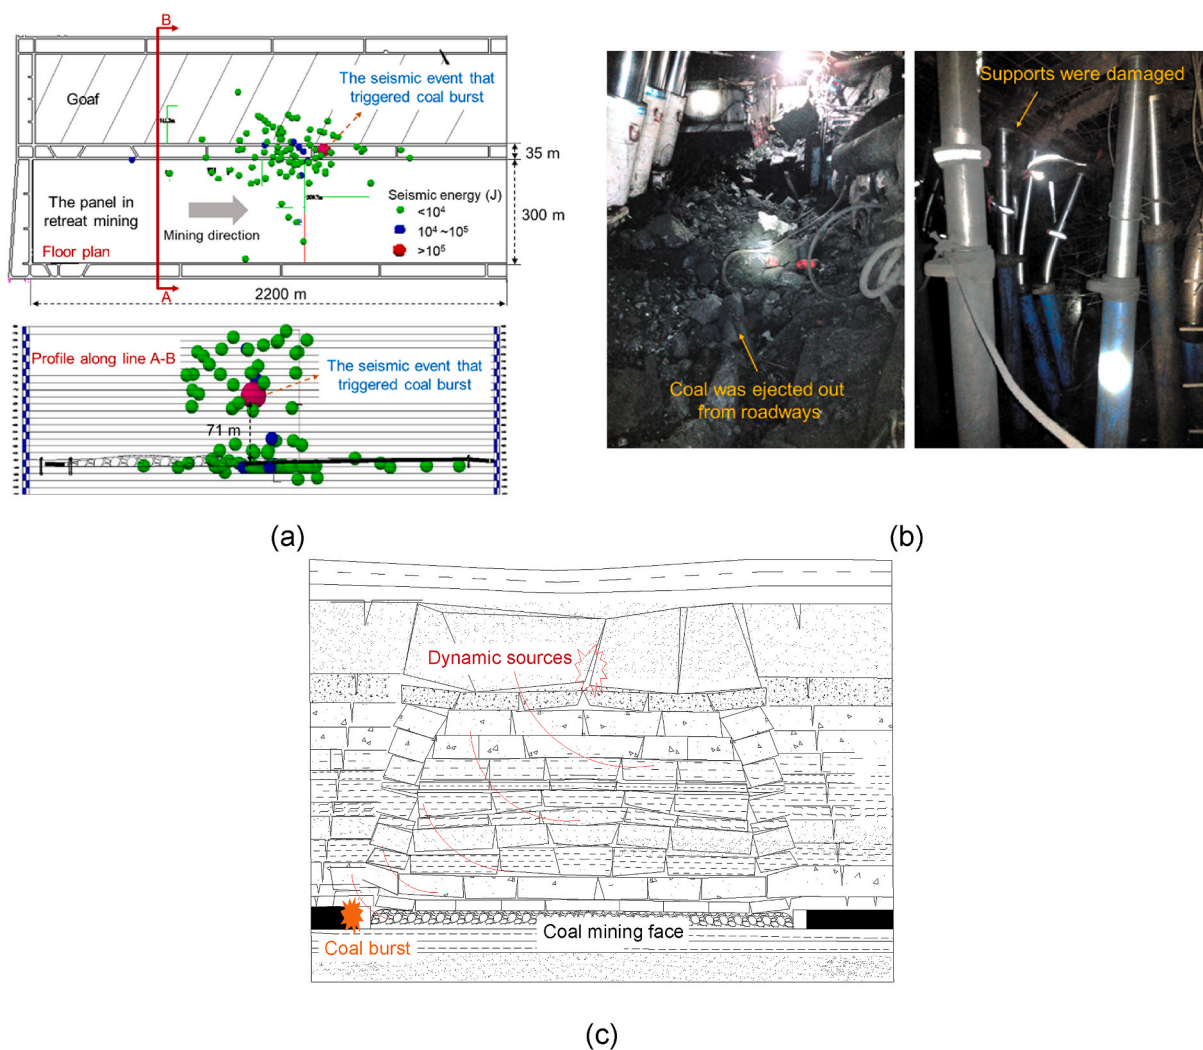 B
The seismic event that
triggered coal burst
Goaf
35 m
The panel in
retreat mining
Mining direction
Floor plan
Seismic energy (J)
<10⁴
10⁴ ~10⁵
>10⁵
300 m
A
2200 m
Profile along line A-B
The seismic event that
triggered coal burst
71 m
(a)
Coal was ejected out
from roadways
Supports were damaged
(b)
Dynamic sources
Coal mining face
Coal burst
(c)